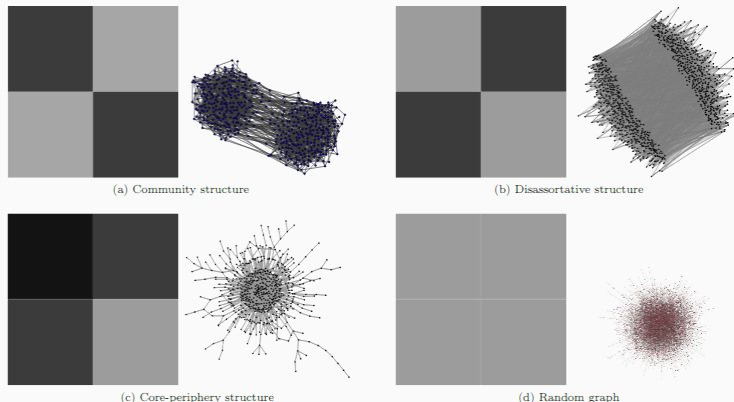 (a) Community structure
(b) Disassortative structure
(c) Core-periphery structure
(d) Random graph